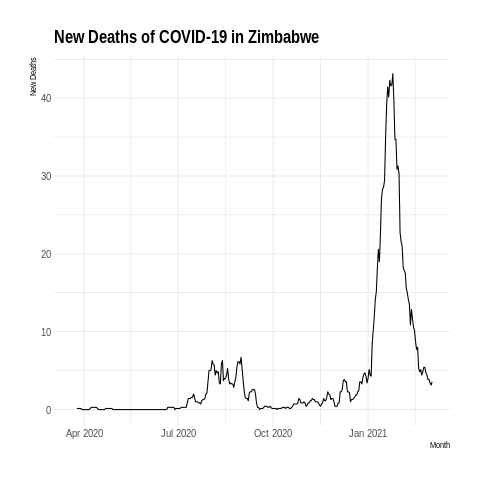 New Deaths of COVID-19 in Zimbabwe
New Deaths
40
30
20
10
0
Apr 2020 Jul 2020 Oct 2020 Jan 2021
Month